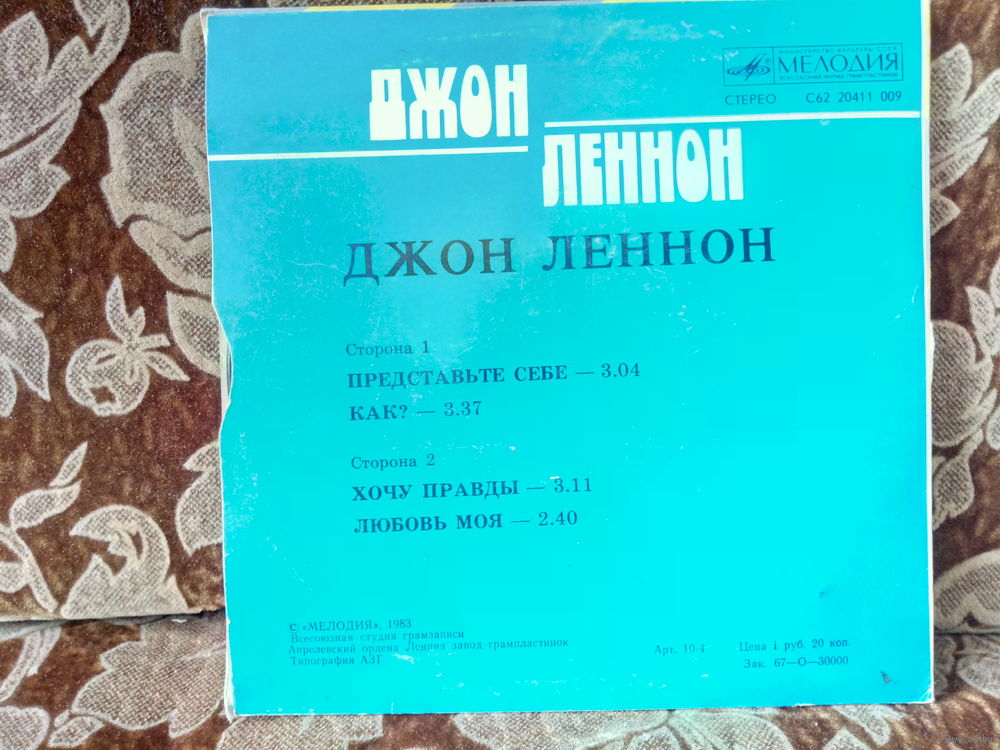 ДЖОН
ЛЕННОН
МИНИСТЕРСТВО КУЛЬТУРЫ СССР
МЕЛОДИЯ
ВСЕСОЮЗНАЯ ФИРМА ГРАМПЛАСТИНОК
СТЕРЕО С62 20411 009
ДЖОН ЛЕННОН
Сторона 1
ПРЕДСТАВЬТЕ СЕБЕ — 3.04
КАК? — 3.37
Сторона 2
ХОЧУ ПРАВДЫ — 3.11
ЛЮБОВЬ МОЯ — 2.40
© «МЕЛОДИЯ», 1983
Всесоюзная студия грамзаписи
Апрелевский ордена Ленина завод грампластинок
Типография АЗГ
Арт. 10-4
Цена 1 руб. 20 коп.
Зак. 67—О—30000